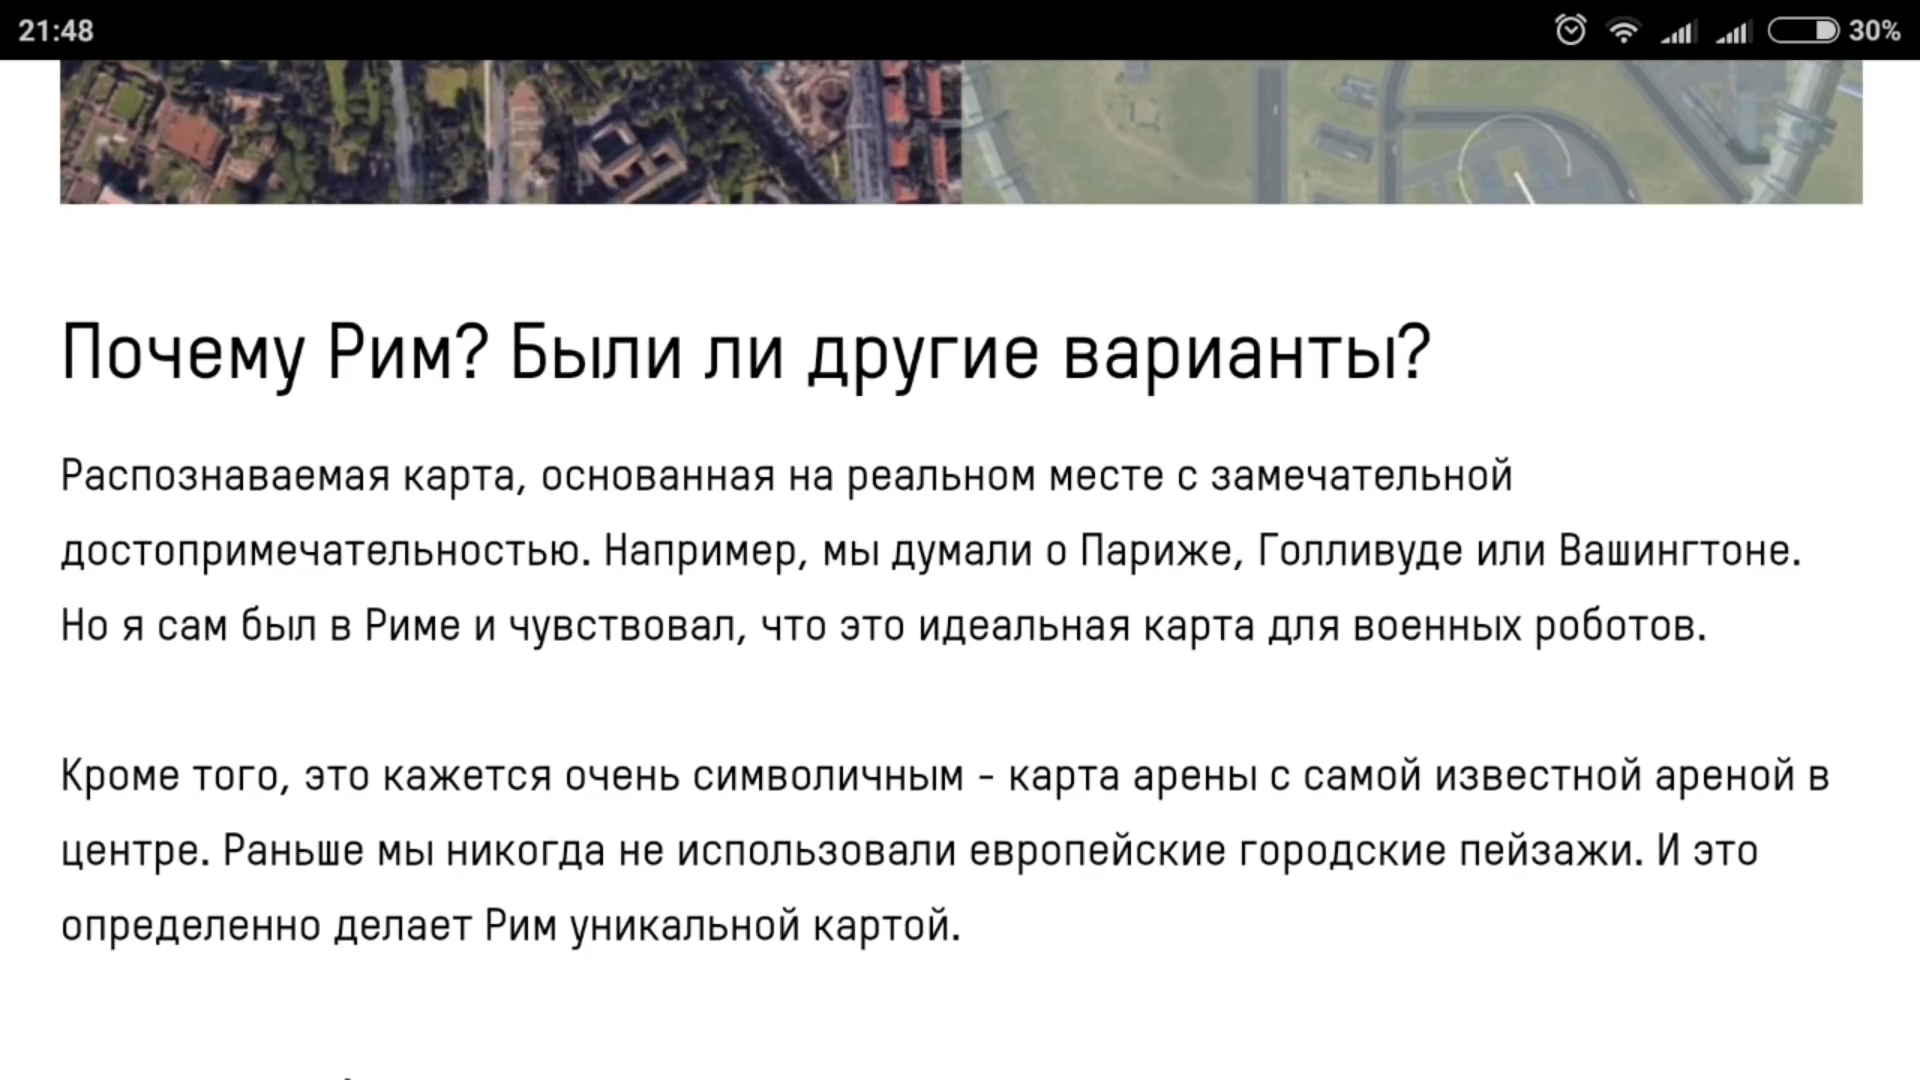 21:48
30%
Почему Рим? Были ли другие варианты?
Распознаваемая карта, основанная на реальном месте с замечательной
достопримечательностью. Например, мы думали о Париже, Голливуде или Вашингтоне.
Но я сам был в Риме и чувствовал, что это идеальная карта для военных роботов.
Кроме того, это кажется очень символичным - карта арены с самой известной ареной в
центре. Раньше мы никогда не использовали европейские городские пейзажи. И это
определенно делает Рим уникальной картой.